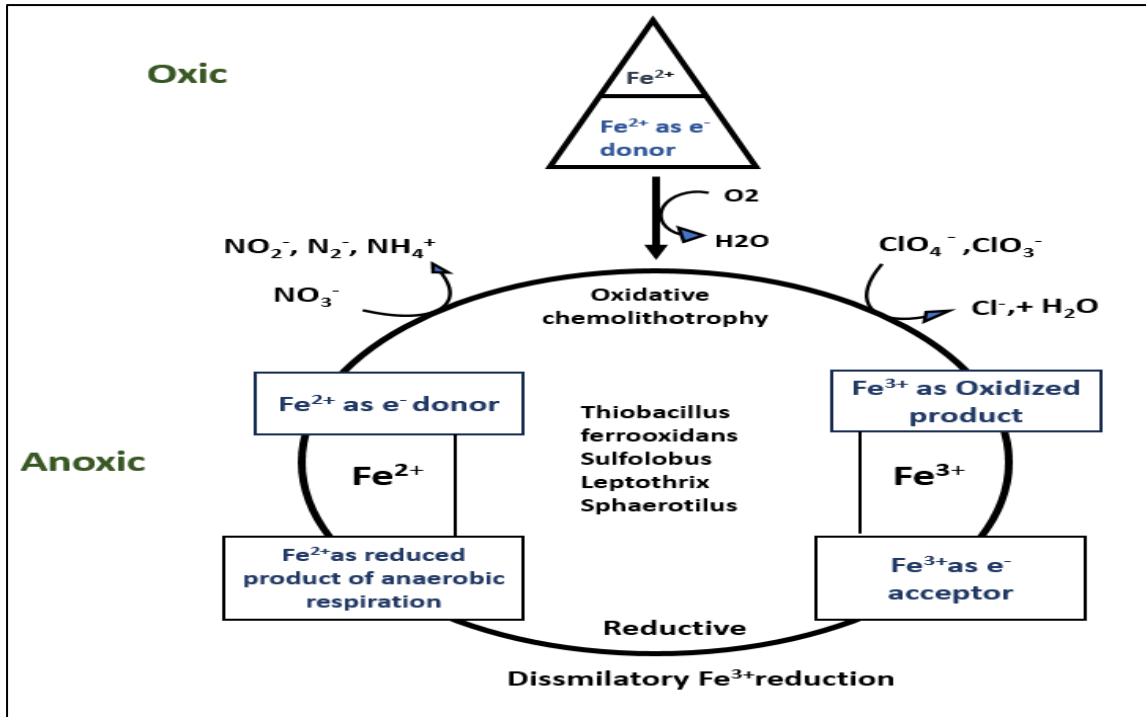 Oxic
Fe²⁺
Fe²⁺ as e⁻
donor
O2
H2O
NO₂⁻, N₂⁻, NH₄⁺
NO₃⁻
ClO₄⁻ ,ClO₃⁻
Cl⁻,+ H₂O
Oxidative
chemolithotrophy
Fe²⁺ as e⁻ donor
Fe³⁺ as Oxidized
product
Thiobacillus
ferrooxidans
Sulfolobus
Leptothrix
Sphaerotilus
Anoxic
Fe²⁺
Fe³⁺
Fe²⁺as reduced
product of anaerobic
respiration
Fe³⁺as e⁻
acceptor
Reductive
Dissmilatory Fe³⁺reduction